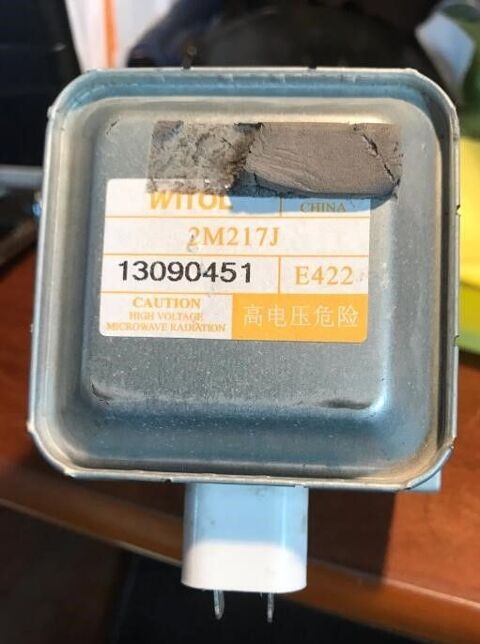 WITOL
CHINA
2M217J
13090451 E422
CAUTION
HIGH VOLTAGE
MICROWAVE RADIATION
高电压危险